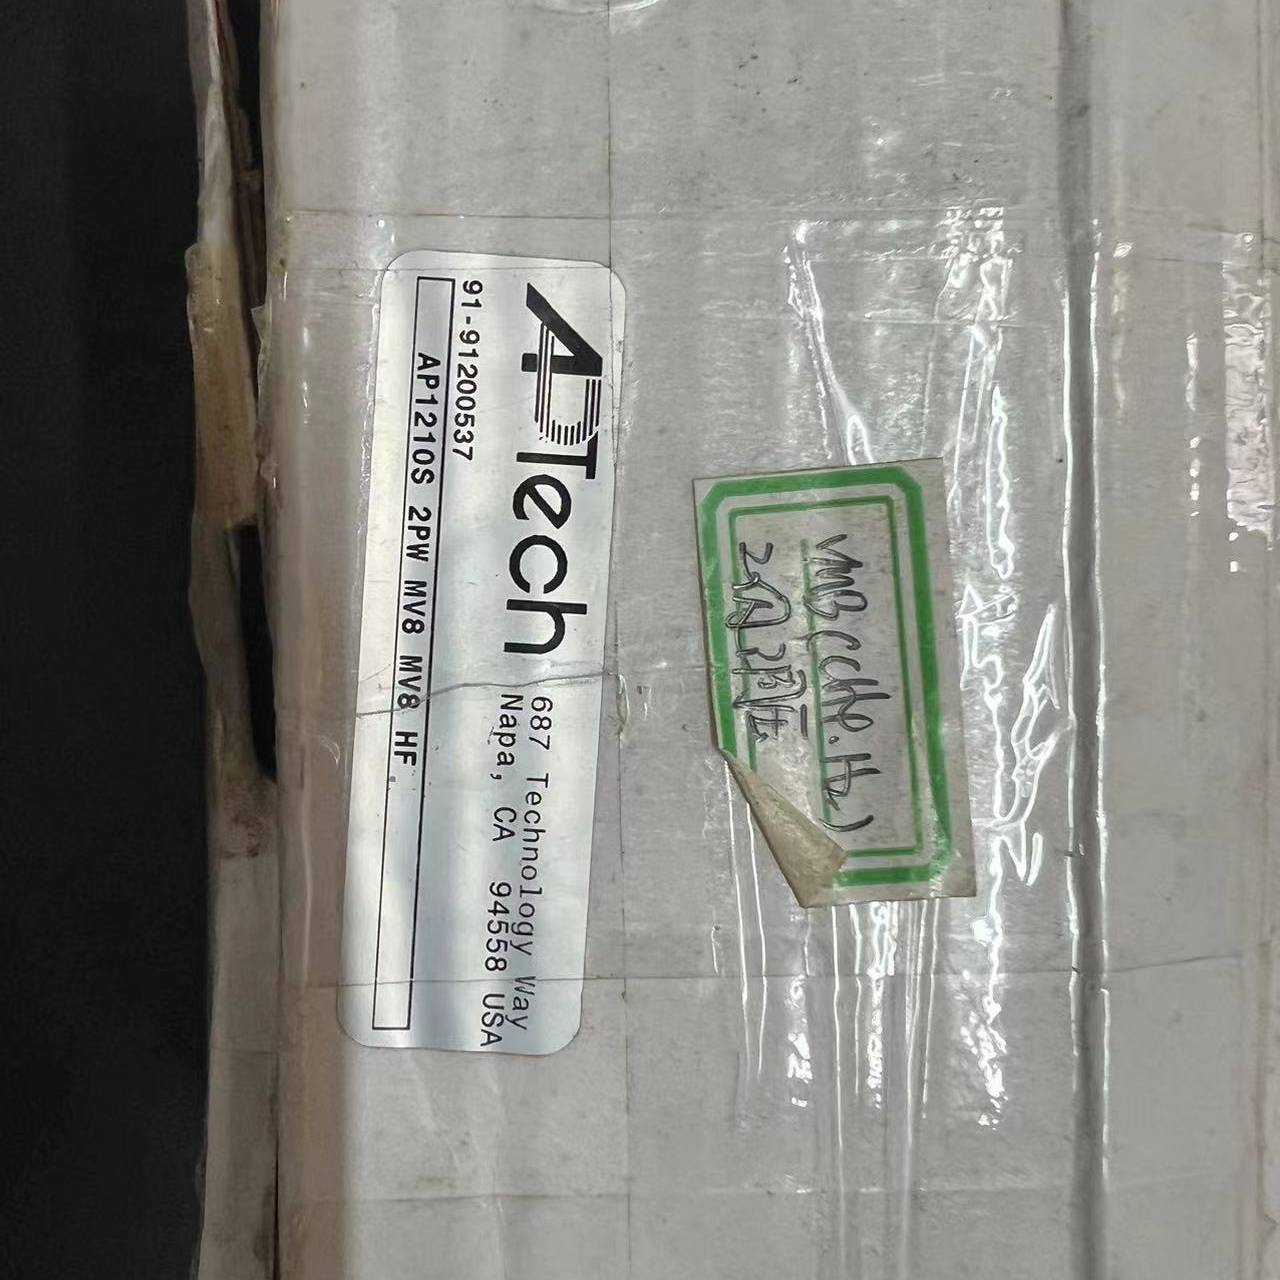 APTech
687 Technology Way
Napa, CA 94558 USA
91-91200537
AP1210S 2PW MV8 MV8 HF